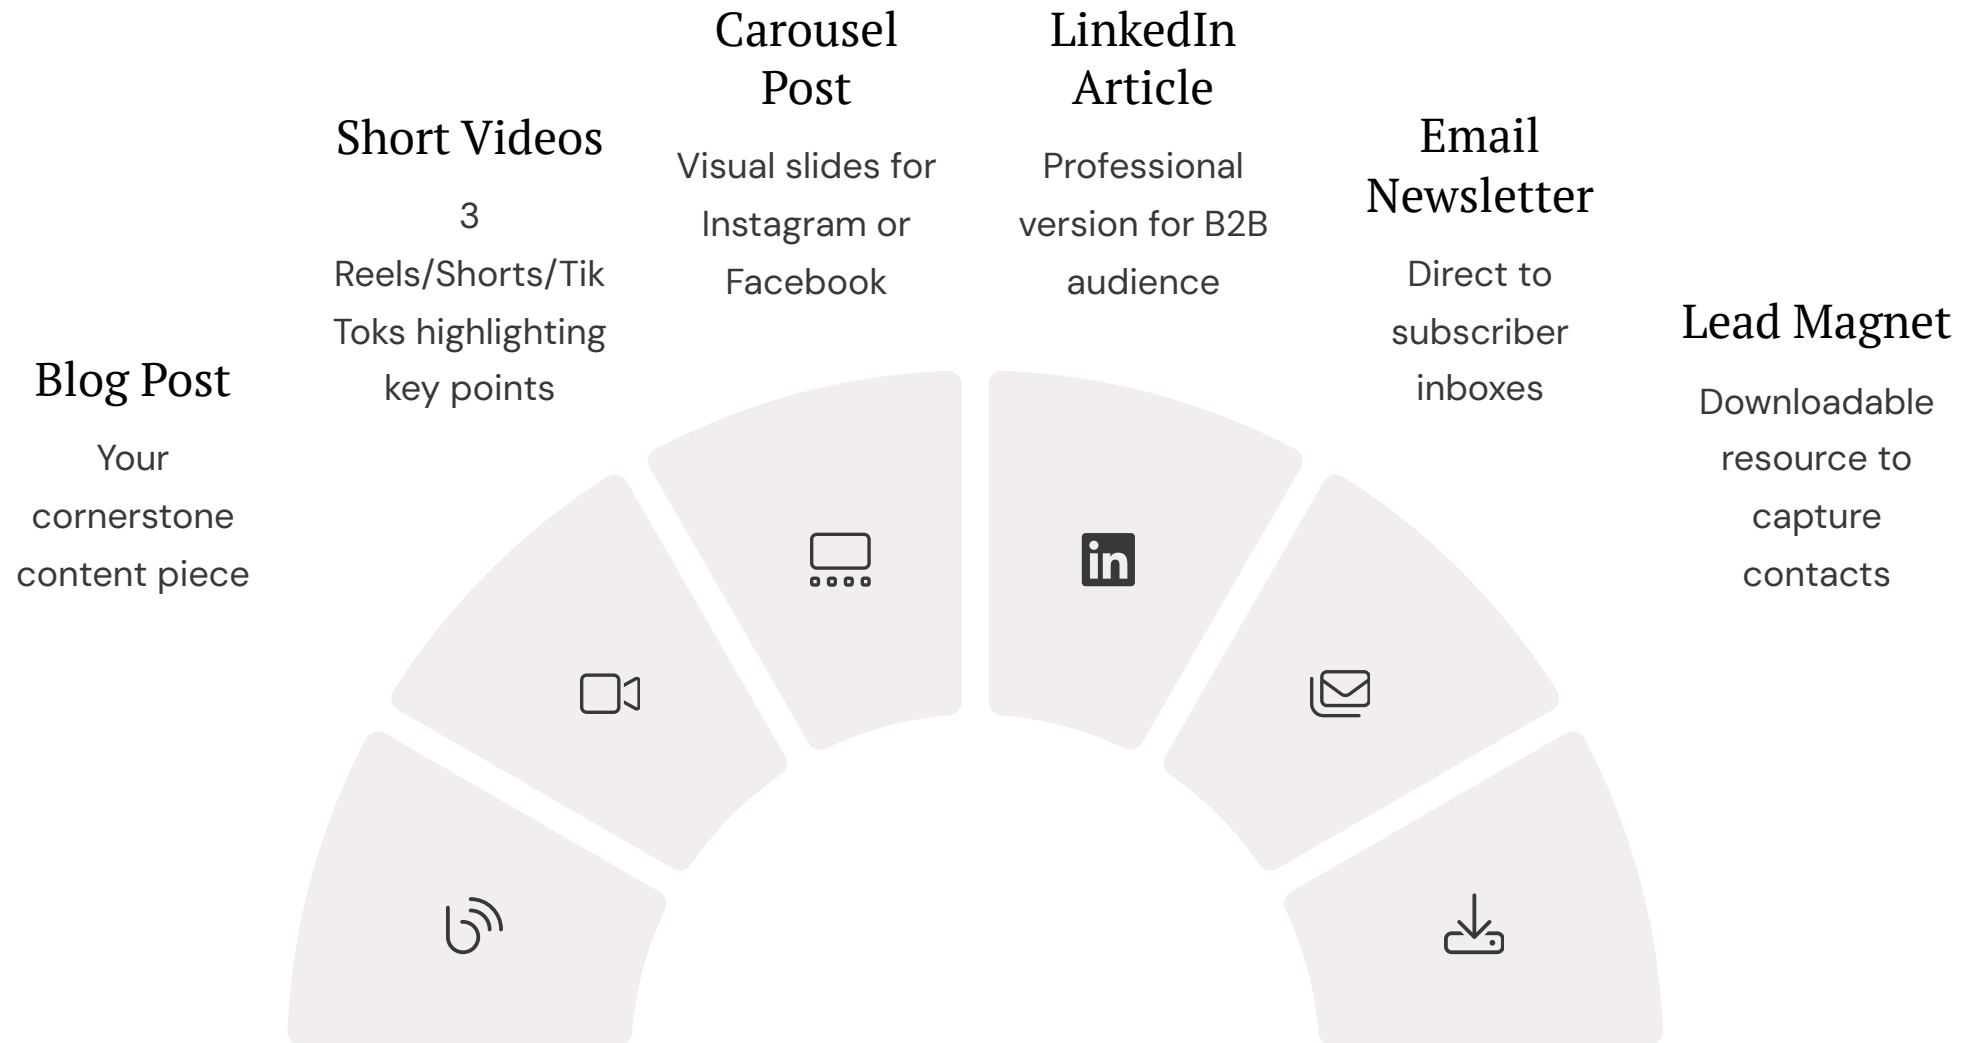 Blog Post
Your
cornerstone
content piece
Short Videos
3
Reels/Shorts/Tik
Toks highlighting
key points
Carousel
Post
Visual slides for
Instagram or
Facebook
LinkedIn
Article
Professional
version for B2B
audience
Email
Newsletter
Direct to
subscriber
inboxes
Lead Magnet
Downloadable
resource to
capture
contacts
in